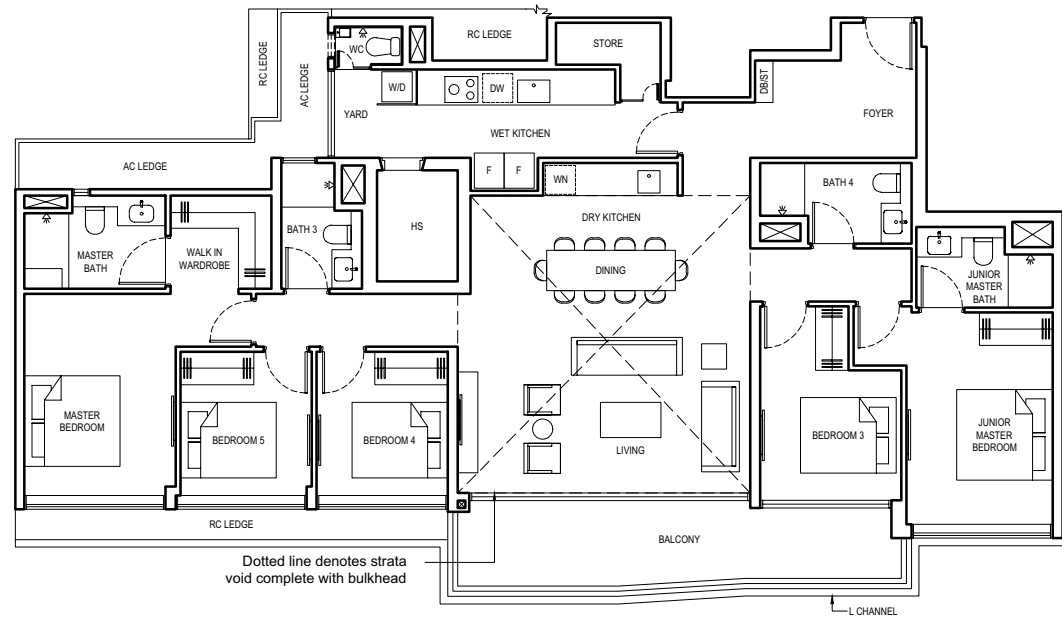 RC LEDGE
STORE
WC
RC LEDGE
AC LEDGE
W/D
DW
DB/ST
YARD
FOYER
WET KITCHEN
AC LEDGE
F
F
WN
BATH 4
DRY KITCHEN
HS
BATH 3
MASTER
BATH
WALK IN
WARDROBE
DINING
JUNIOR
MASTER
BATH
MASTER
BEDROOM
BEDROOM 5
BEDROOM 4
LIVING
BEDROOM 3
JUNIOR
MASTER
BEDROOM
RC LEDGE
BALCONY
Dotted line denotes strata
void complete with bulkhead
L CHANNEL